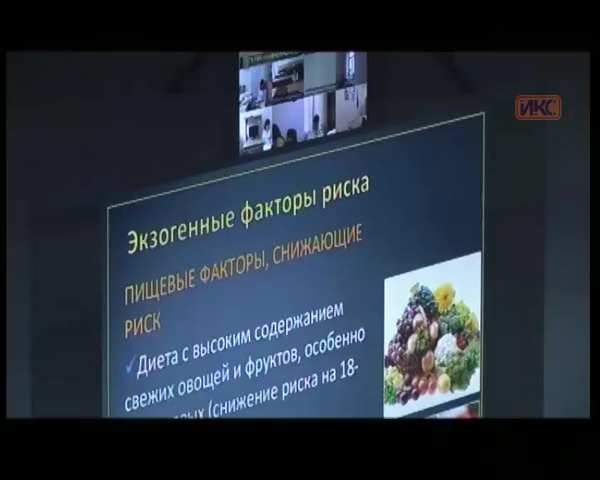 ИКС
Экзогенные факторы риска
ПИЩЕВЫЕ ФАКТОРЫ, СНИЖАЮЩИЕ
РИСК
✓Диета с высоким содержанием
свежих овощей и фруктов, особенно
(снижение риска на 18-